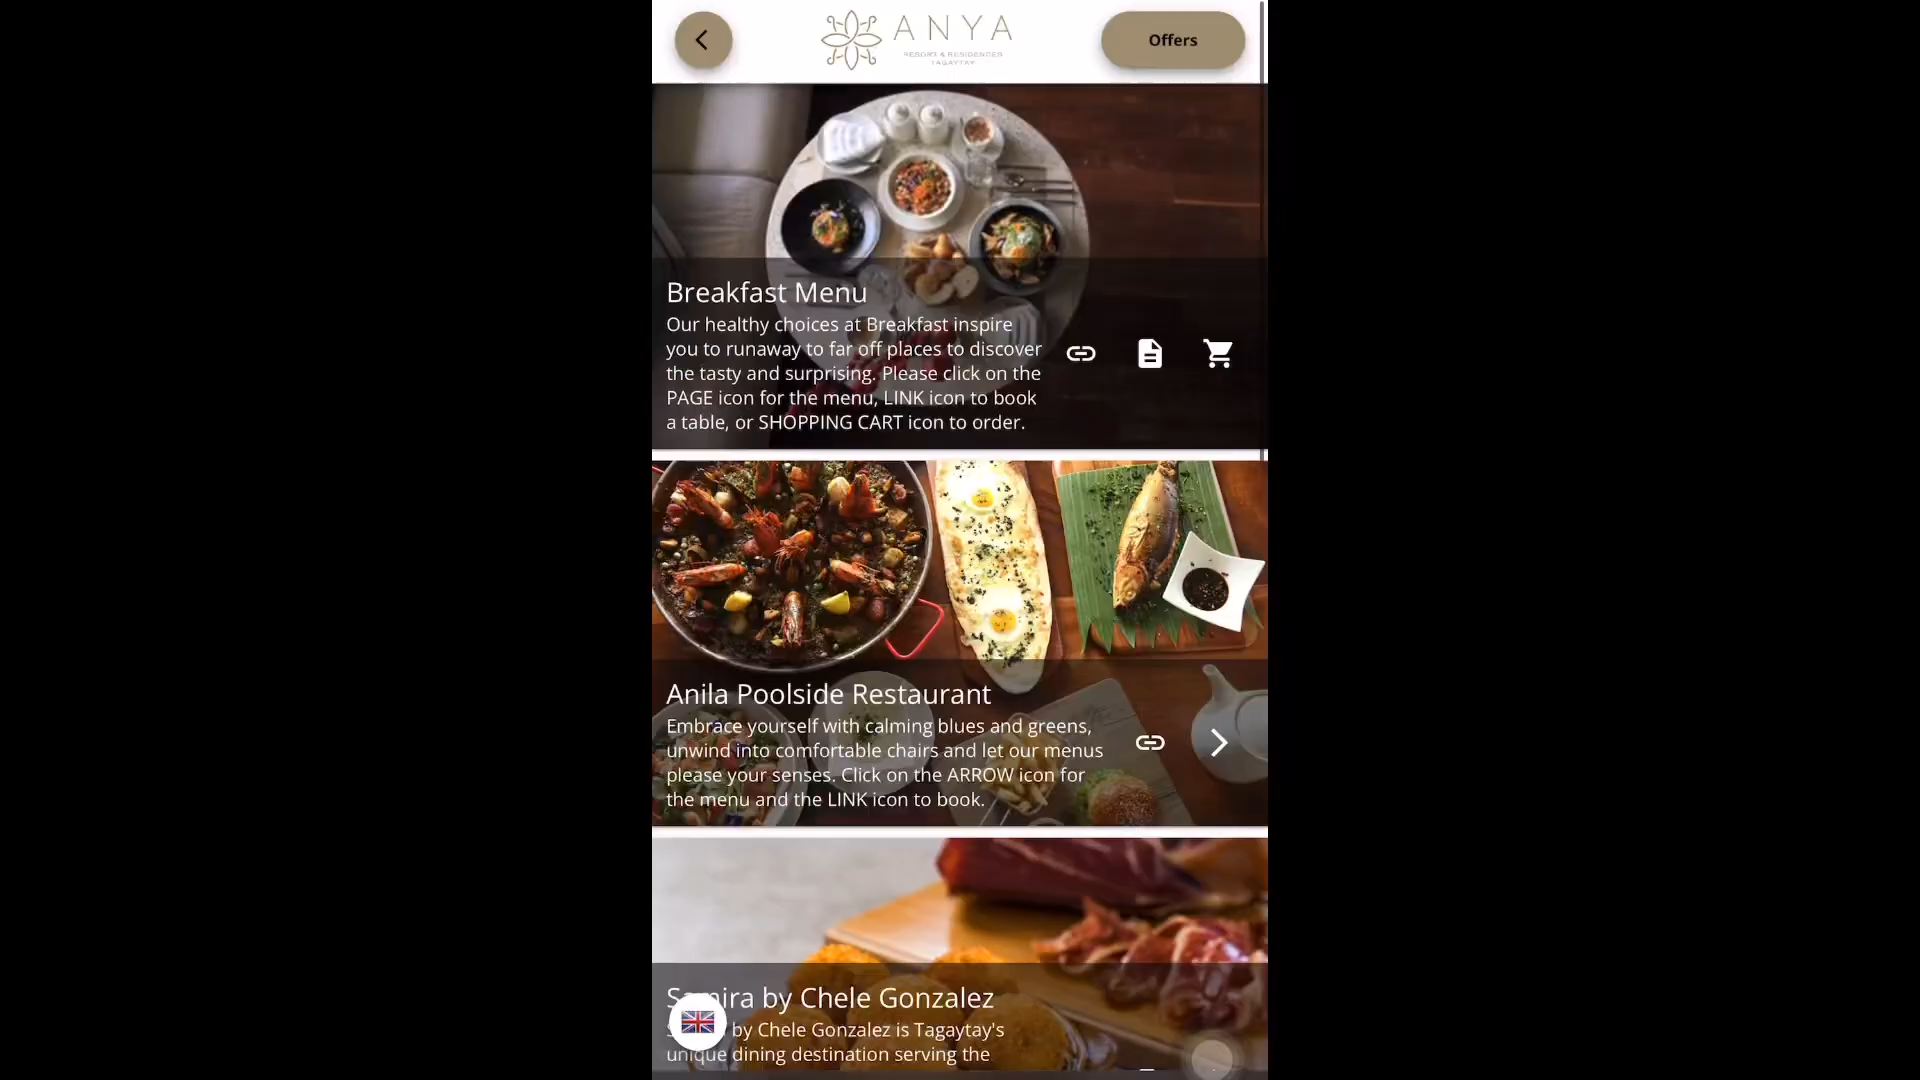 ANYA
RESORT & RESIDENCES
TAGAYTAY
Offers
Breakfast Menu
Our healthy choices at Breakfast inspire
you to runaway to far off places to discover
the tasty and surprising. Please click on the
PAGE icon for the menu, LINK icon to book
a table, or SHOPPING CART icon to order.
Anila Poolside Restaurant
Embrace yourself with calming blues and greens,
unwind into comfortable chairs and let our menus
please your senses. Click on the ARROW icon for
the menu and the LINK icon to book.
Samira by Chele Gonzalez
by Chele Gonzalez is Tagaytay's
unique dining destination serving the